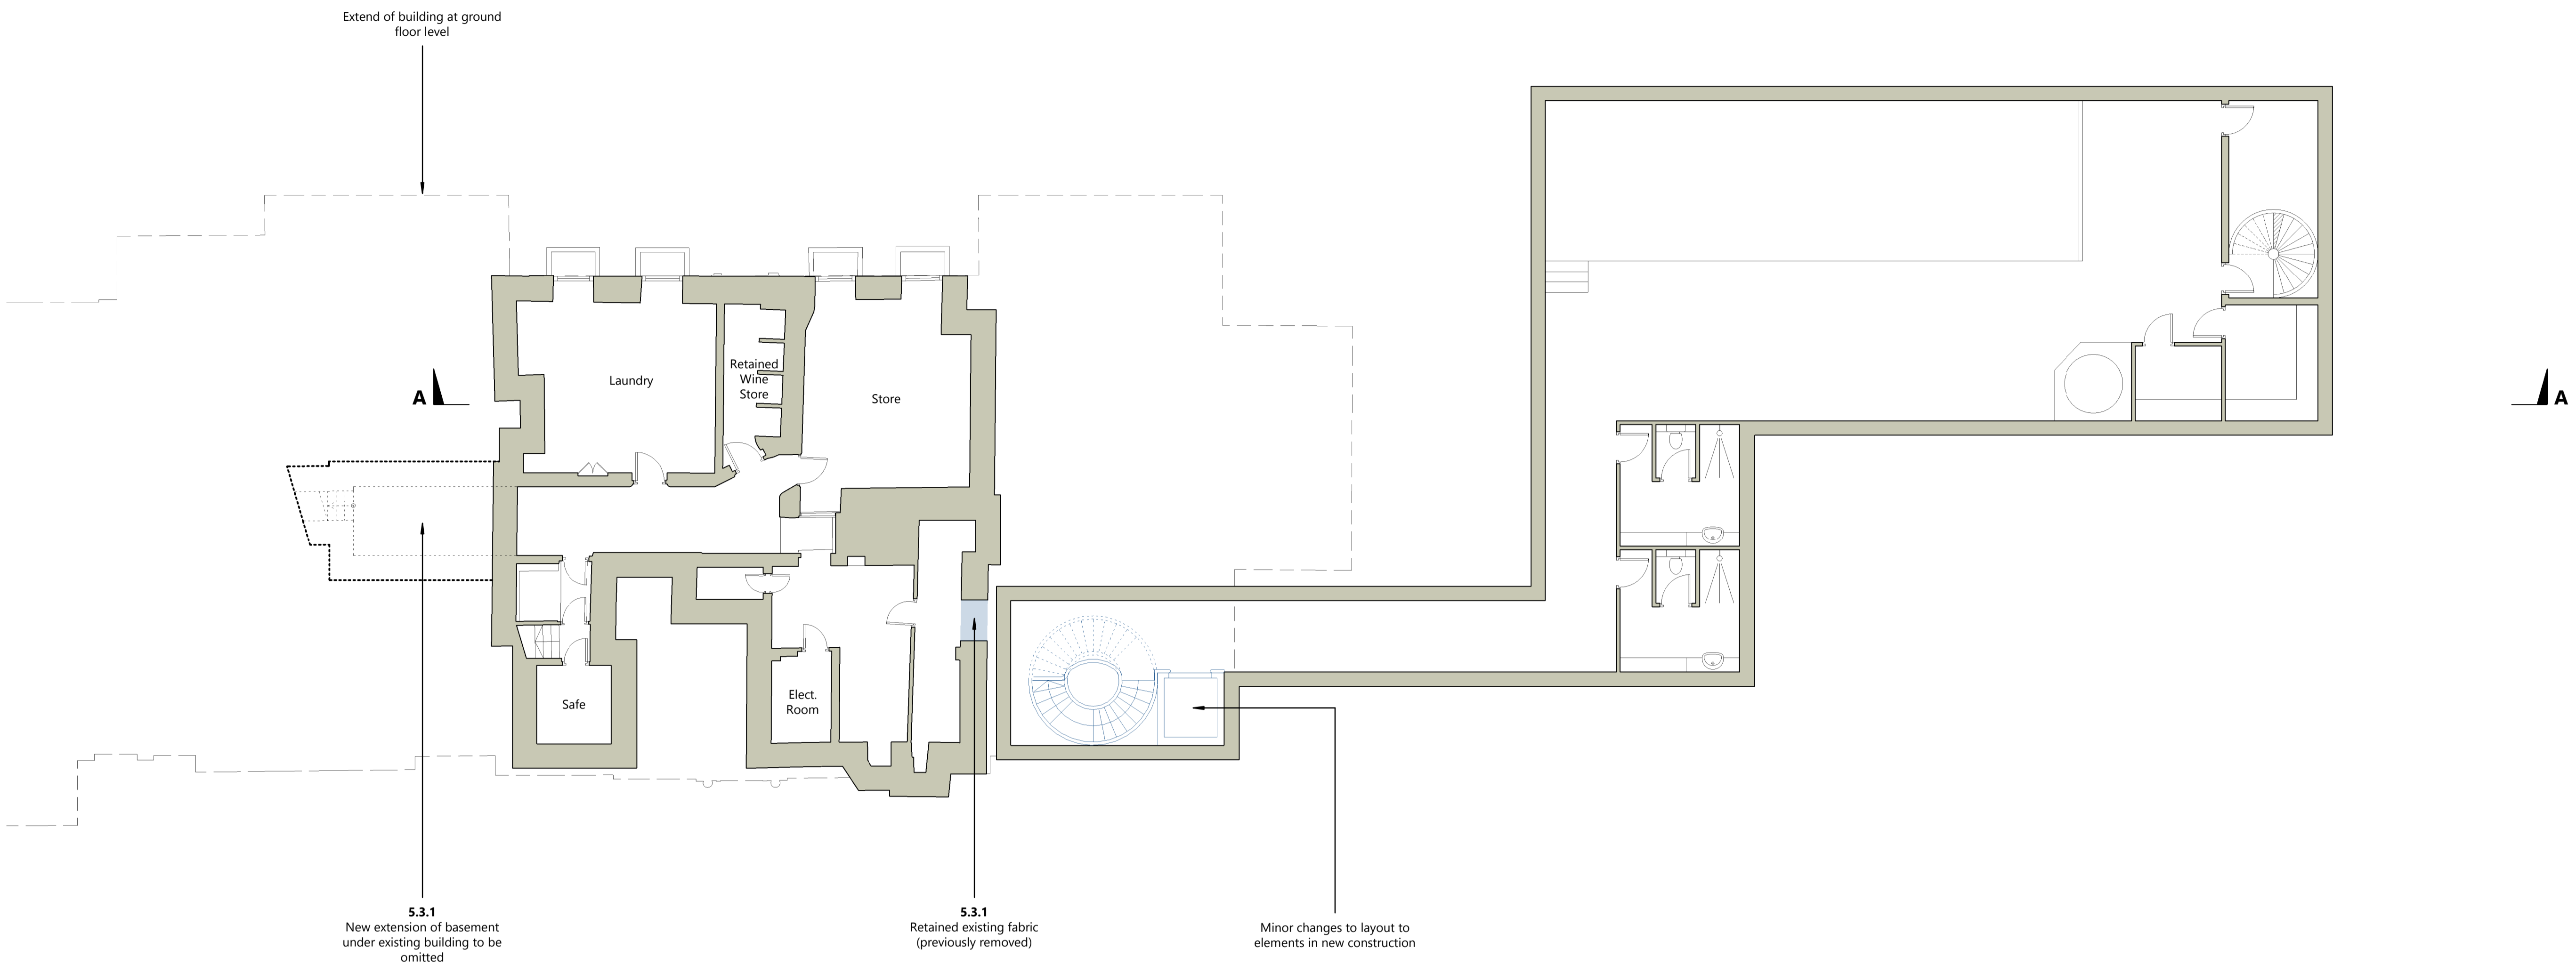 Extend of building at ground
floor level
Laundry
Retained
Wine
Store
Store
A
A
Safe
Elect.
Room
5.3.1
New extension of basement
under existing building to be
omitted
5.3.1
Retained existing fabric
(previously removed)
Minor changes to layout to
elements in new construction